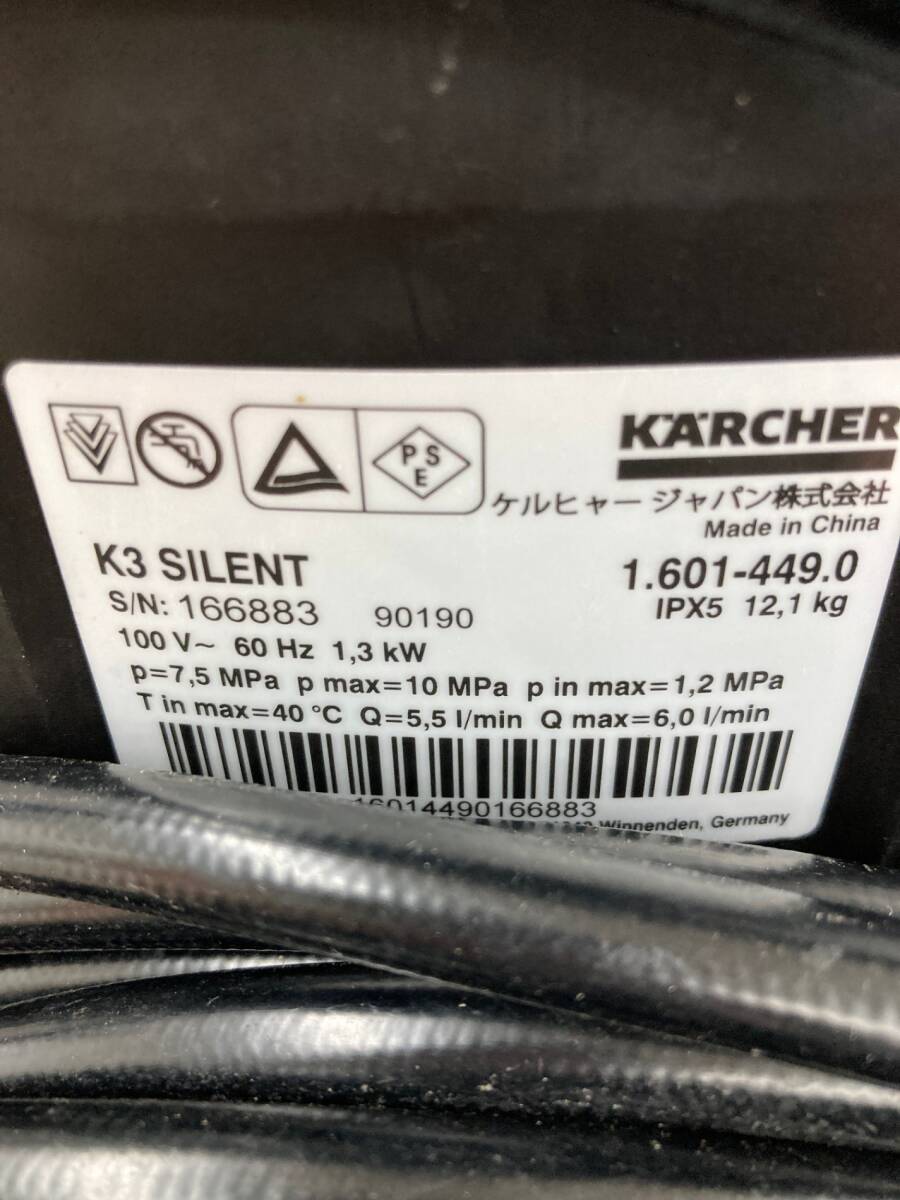 KÄRCHER
PSE
ケルヒャー ジャパン株式会社
Made in China
K3 SILENT
1.601-449.0
S/N: 166883 90190
IPX5 12,1 kg
100 V~ 60 Hz 1,3 kW
p=7,5 MPa p max=10 MPa p in max=1,2 MPa
T in max=40 °C Q=5,5 l/min Q max=6,0 l/min
16014490166883
Winnenden, Germany